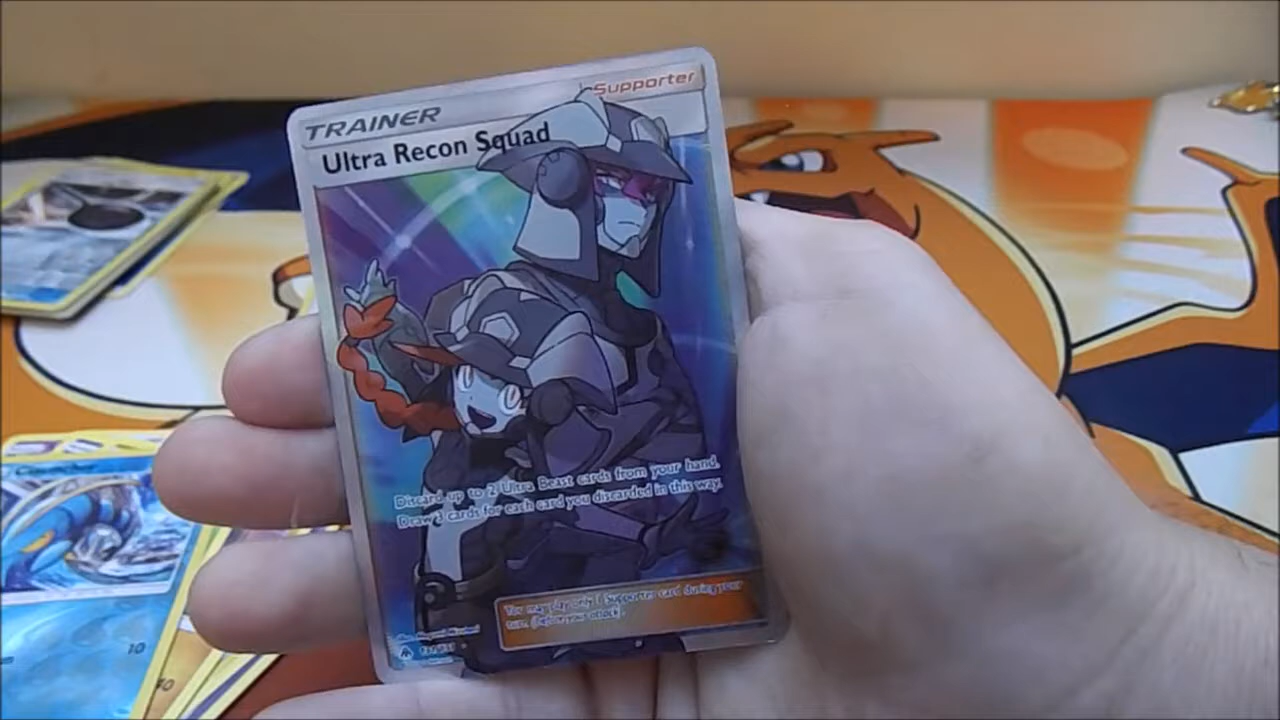 TRAINER
Supporter
Ultra Recon Squad
Discard up to 2 Ultra Beast cards from your hand.
Draw 3 cards for each card you discarded in this way.
You may play only 1 Supporter card during your
turn (before your attack).
10